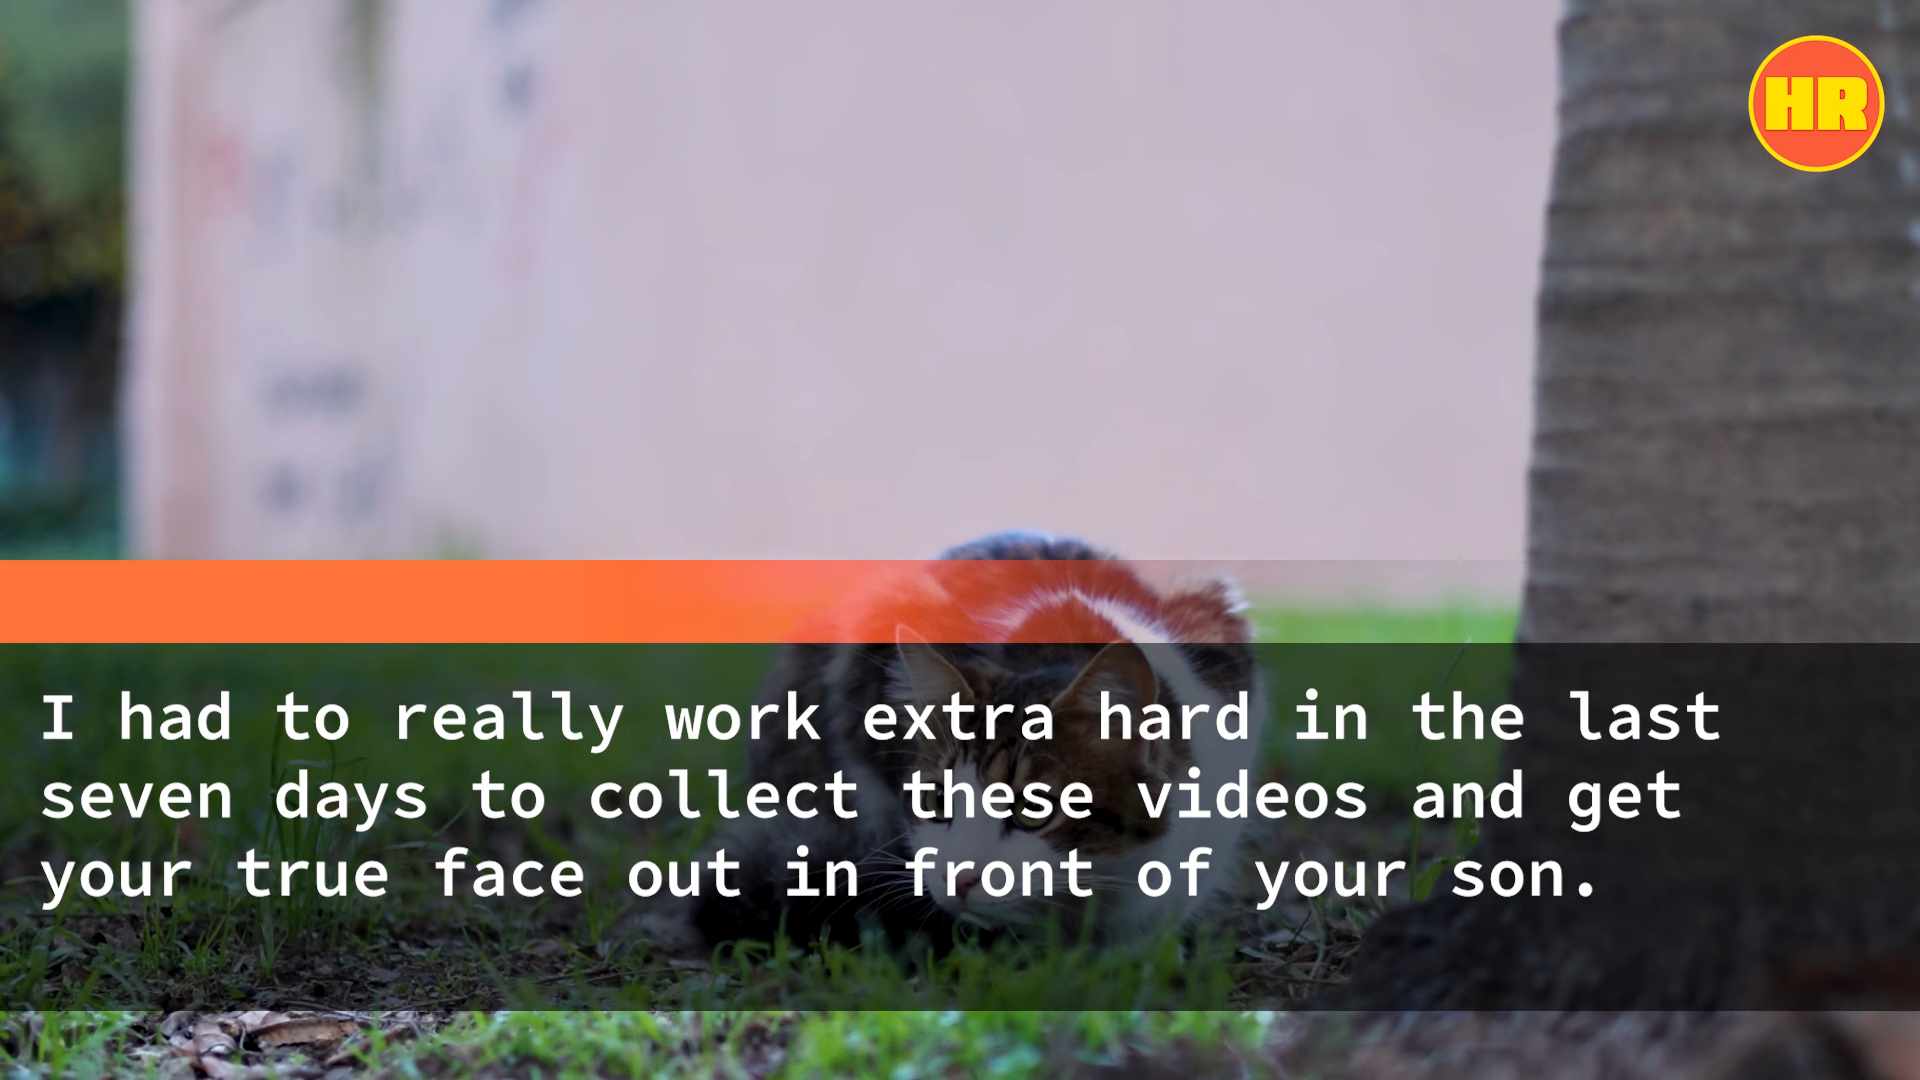 HR
I had to really work extra hard in the last
seven days to collect these videos and get
your true face out in front of your son.